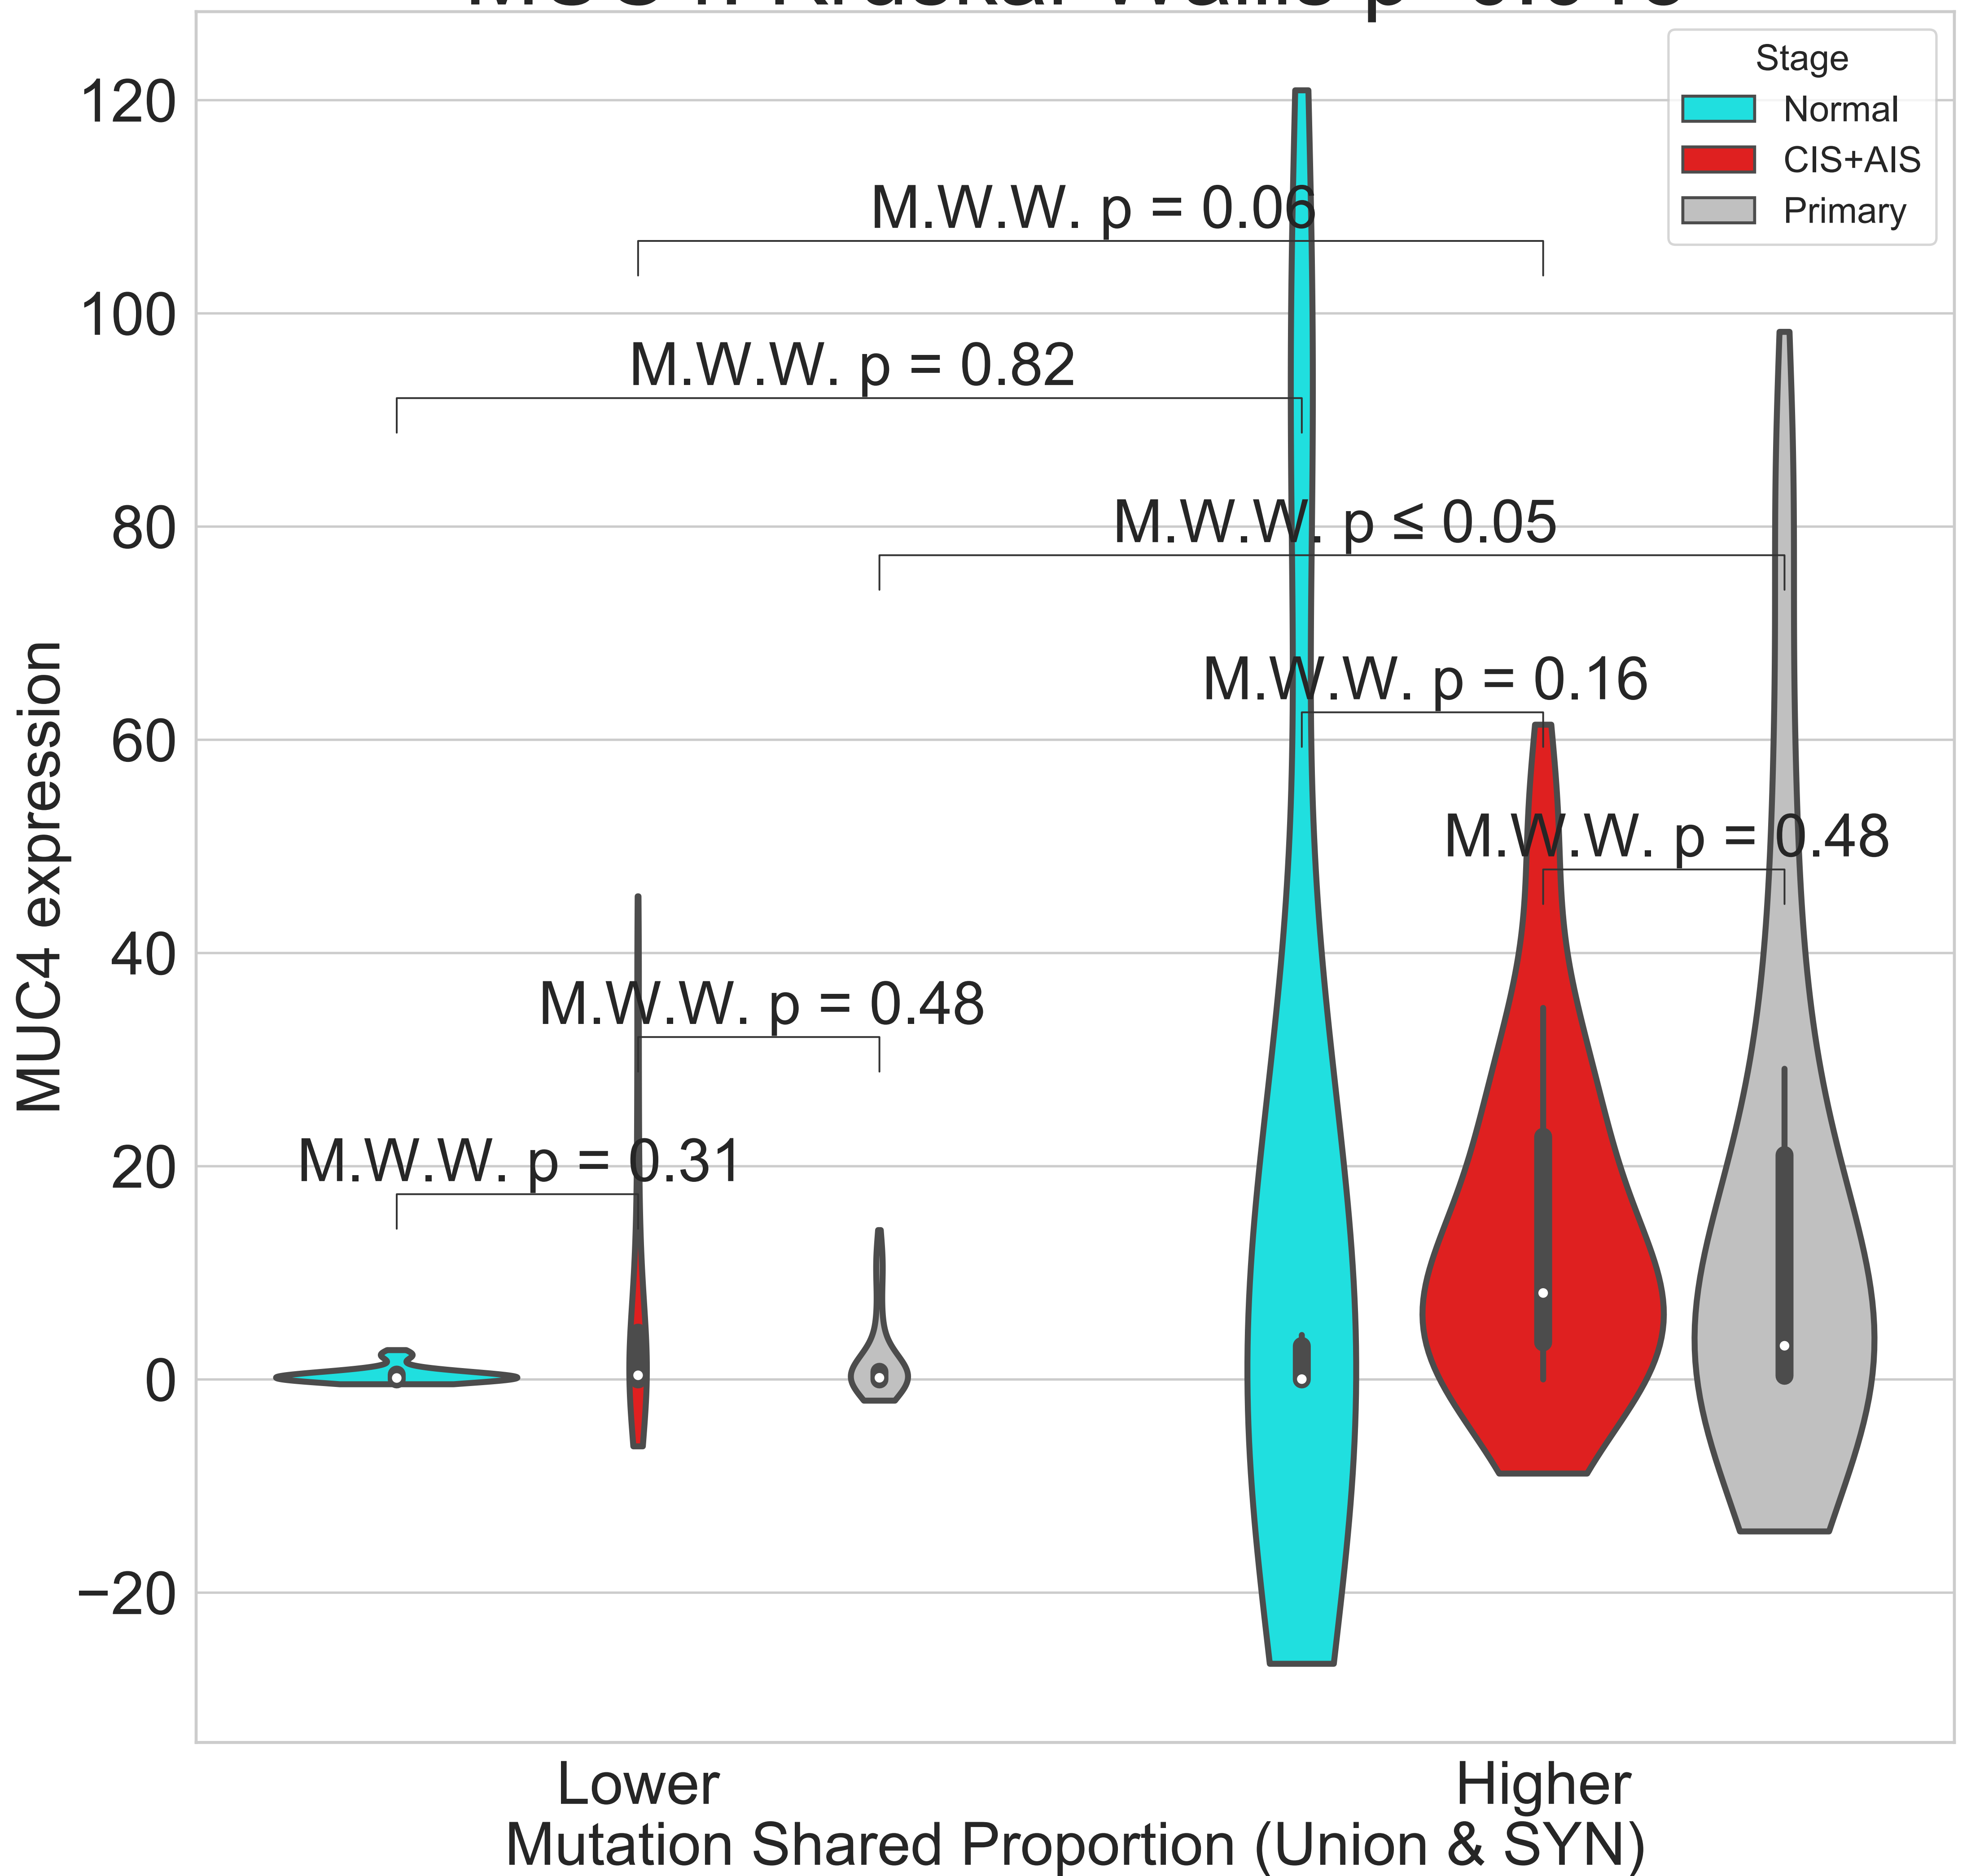 Stage
Normal
CIS+AIS
Primary
120
100
80
60
40
20
0
−20
MUC4 expression
M.W.W. p = 0.06
M.W.W. p = 0.82
M.W.W. p ≤ 0.05
M.W.W. p = 0.16
M.W.W. p = 0.48
M.W.W. p = 0.48
M.W.W. p = 0.31
Lower
Higher
Mutation Shared Proportion (Union & SYN)